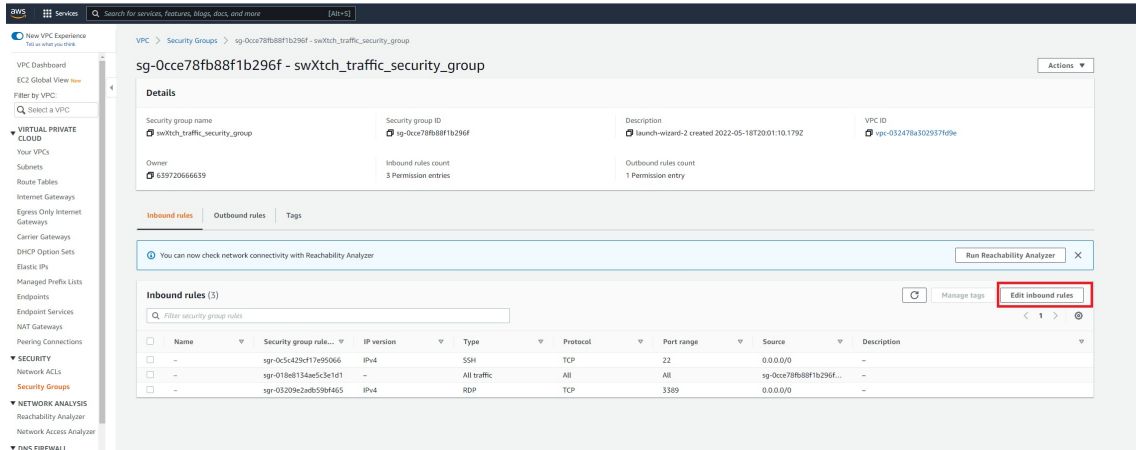 aws
Services
Search for services, features, blogs, docs, and more
[Alt+S]
New VPC Experience
Tell us what you think
VPC Dashboard
EC2 Global View New
Filter by VPC:
Select a VPC
VIRTUAL PRIVATE
CLOUD
Your VPCs
Subnets
Route Tables
Internet Gateways
Egress Only Internet
Gateways
Carrier Gateways
DHCP Option Sets
Elastic IPs
Managed Prefix Lists
Endpoints
Endpoint Services
NAT Gateways
Peering Connections
SECURITY
Network ACLs
Security Groups
NETWORK ANALYSIS
Reachability Analyzer
Network Access Analyzer
DNS FIREWALL
VPC > Security Groups > sg-0cce78fb88f1b296f - swXtch_traffic_security_group
sg-0cce78fb88f1b296f - swXtch_traffic_security_group
Actions
Details
Security group name
swXtch_traffic_security_group
Security group ID
sg-0cce78fb88f1b296f
Description
launch-wizard-2 created 2022-05-18T20:01:10.179Z
VPC ID
vpc-032478a302937fd9e
Owner
639720666639
Inbound rules count
3 Permission entries
Outbound rules count
1 Permission entry
Inbound rules
Outbound rules
Tags
You can now check network connectivity with Reachability Analyzer
Run Reachability Analyzer
Inbound rules (3)
Manage tags
Edit inbound rules
Filter security group rules
< 1 >
Name Security group rule... IP version Type Protocol Port range Source Description
– sgr-0c5c429cf17e95066 IPv4 SSH TCP 22 0.0.0.0/0 –
– sgr-018e8134ae5c3e1d1 – All traffic All All sg-0cce78fb88f1b296f... –
– sgr-03209e2adb59bf465 IPv4 RDP TCP 3389 0.0.0.0/0 –